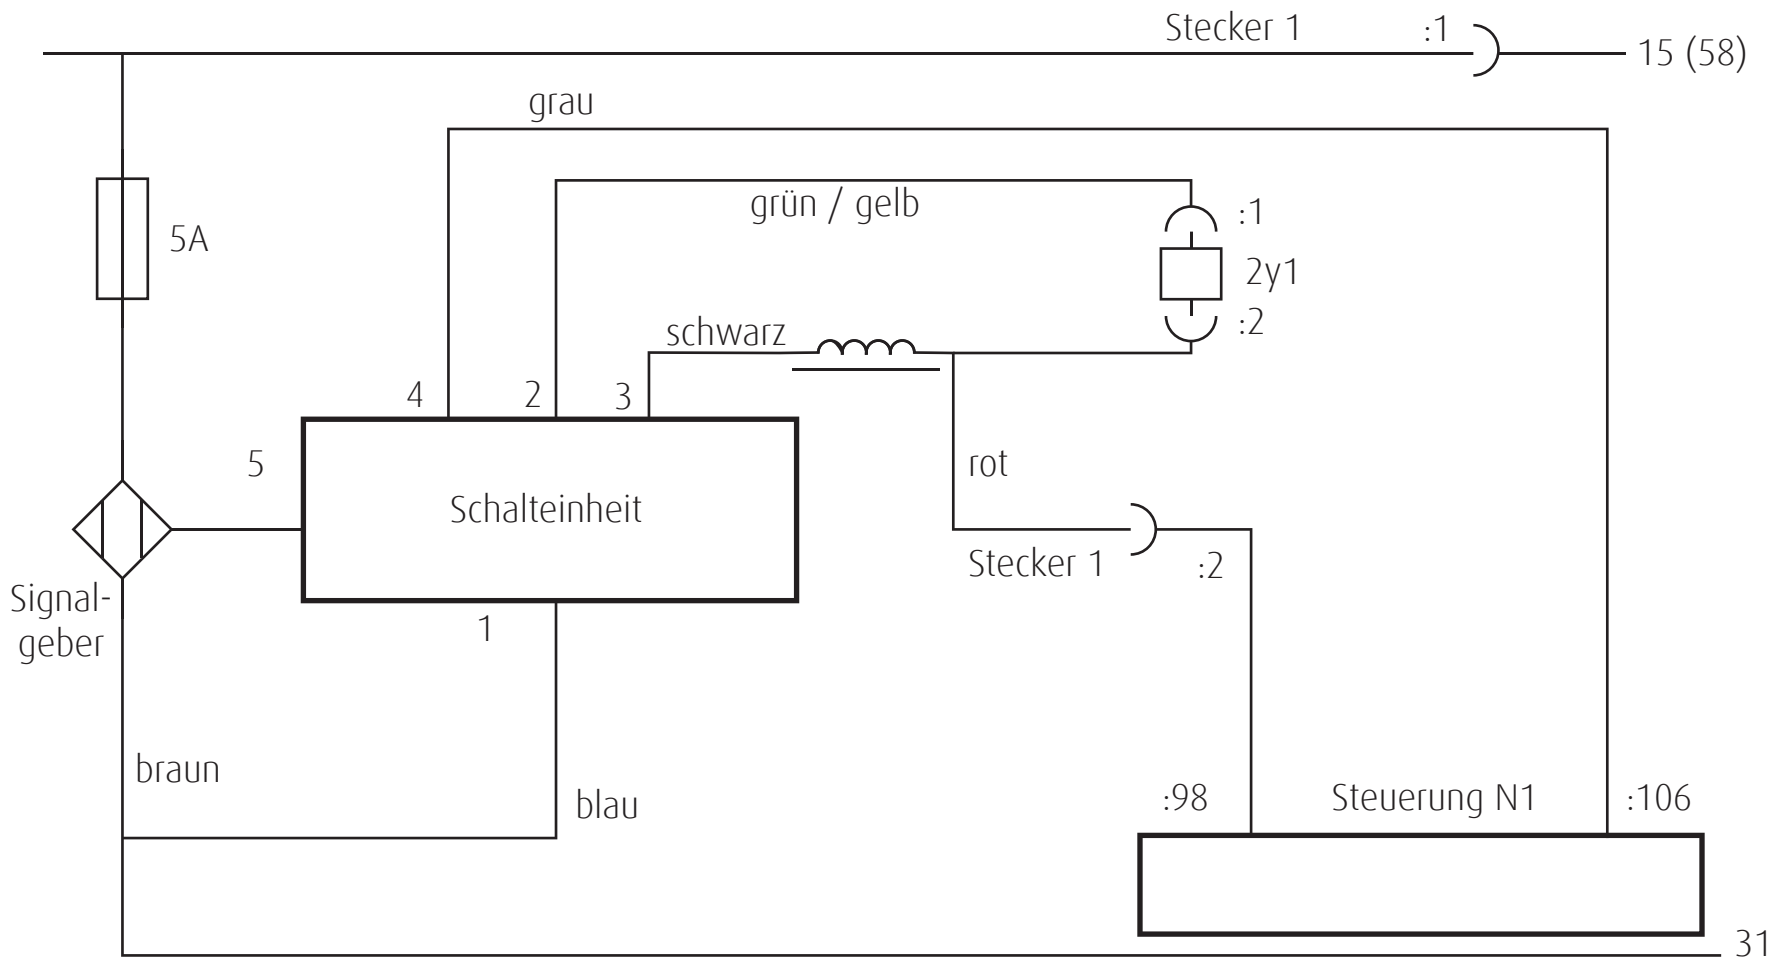 Stecker 1 :1
15 (58)
grau
grün / gelb
:1
5A
2y1
:2
schwarz
4 2 3
5
rot
Schalteinheit
Stecker 1 :2
Signal-
geber
1
braun
blau
:98 Steuerung N1 :106
31